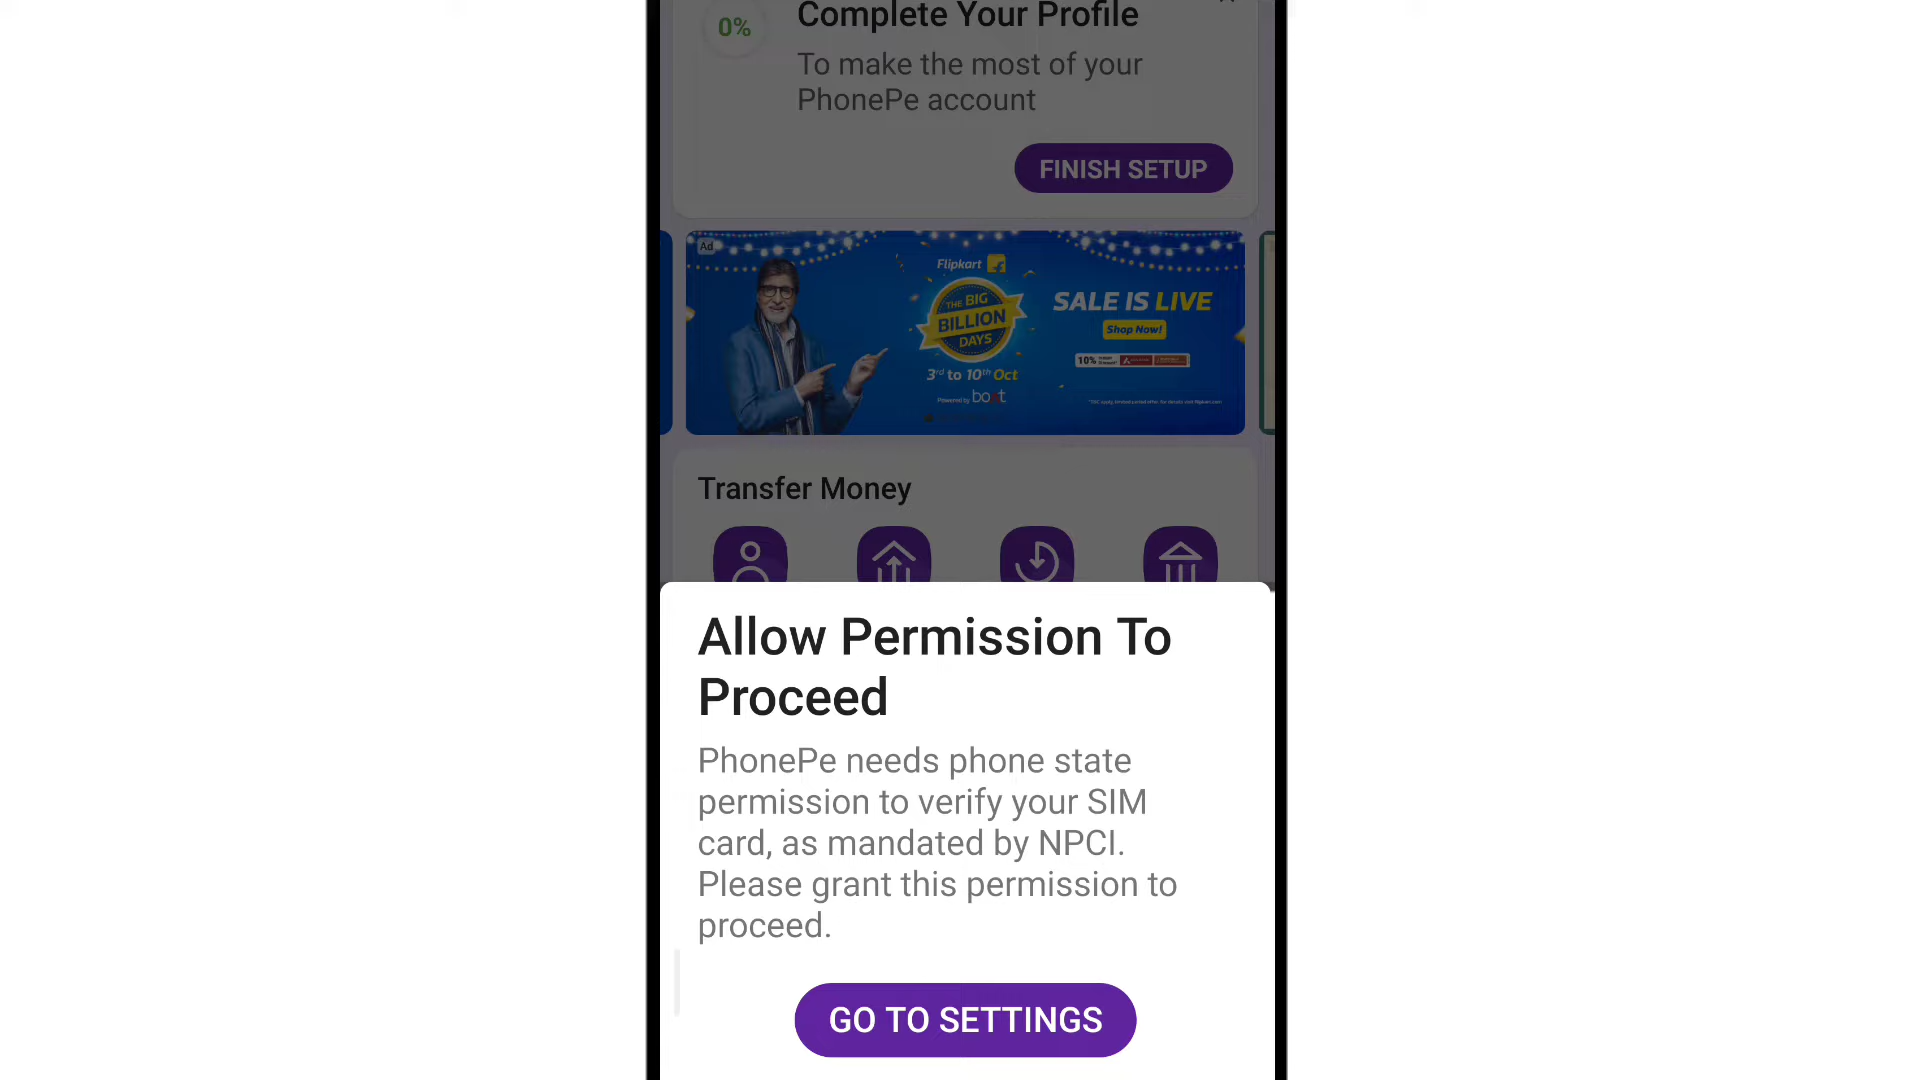 0%
Complete Your Profile
To make the most of your
PhonePe account
FINISH SETUP
Ad
Flipkart
THE BIG
BILLION
DAYS
3rd to 10th Oct
Powered by
SALE IS LIVE
Shop Now!
10%
Transfer Money
Allow Permission To
Proceed
PhonePe needs phone state
permission to verify your SIM
card, as mandated by NPCI.
Please grant this permission to
proceed.
GO TO SETTINGS